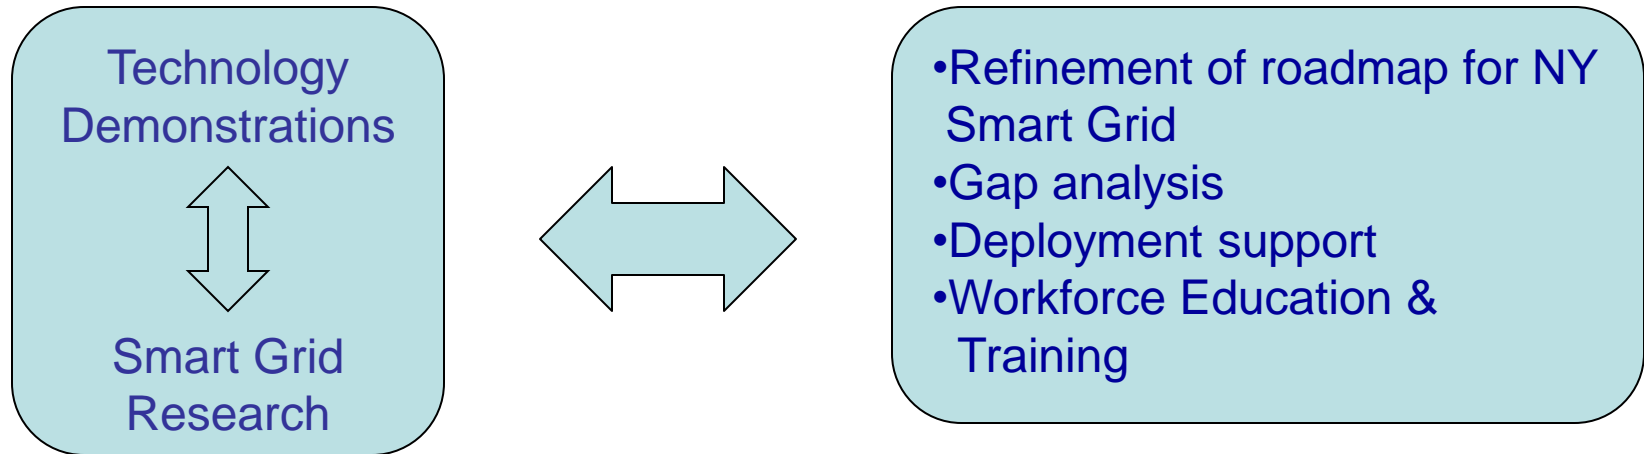 Technology
Demonstrations
Smart Grid
Research
•Refinement of roadmap for NY
Smart Grid
•Gap analysis
•Deployment support
•Workforce Education &
Training